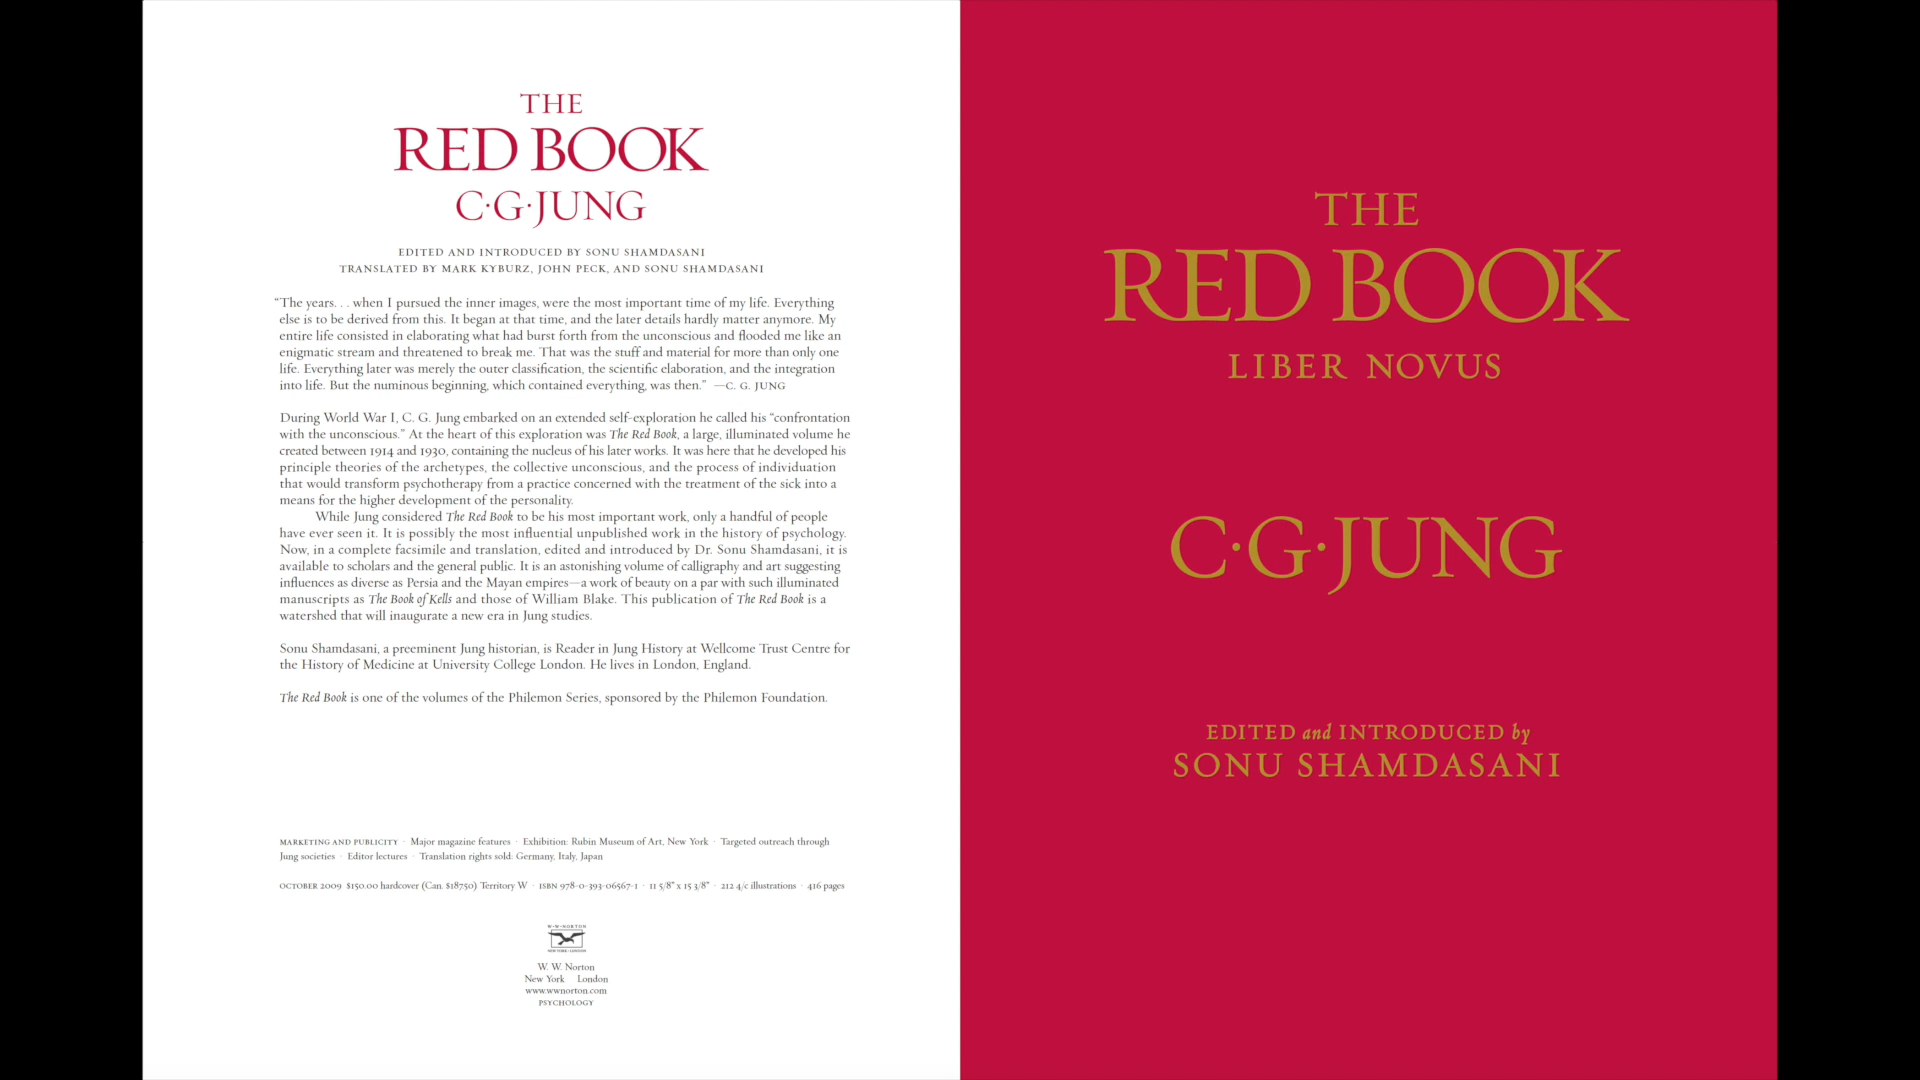 THE
RED BOOK
C·G·JUNG
EDITED AND INTRODUCED BY SONU SHAMDASANI
TRANSLATED BY MARK KYBURZ, JOHN PECK, AND SONU SHAMDASANI
“The years. . . when I pursued the inner images, were the most important time of my life. Everything
else is to be derived from this. It began at that time, and the later details hardly matter anymore. My
entire life consisted in elaborating what had burst forth from the unconscious and flooded me like an
enigmatic stream and threatened to break me. That was the stuff and material for more than only one
life. Everything later was merely the outer classification, the scientific elaboration, and the integration
into life. But the numinous beginning, which contained everything, was then.” —C. G. JUNG
During World War I, C. G. Jung embarked on an extended self-exploration he called his “confrontation
with the unconscious.” At the heart of this exploration was The Red Book, a large, illuminated volume he
created between 1914 and 1930, containing the nucleus of his later works. It was here that he developed his
principle theories of the archetypes, the collective unconscious, and the process of individuation
that would transform psychotherapy from a practice concerned with the treatment of the sick into a
means for the higher development of the personality.
While Jung considered The Red Book to be his most important work, only a handful of people
have ever seen it. It is possibly the most influential unpublished work in the history of psychology.
Now, in a complete facsimile and translation, edited and introduced by Dr. Sonu Shamdasani, it is
available to scholars and the general public. It is an astonishing volume of calligraphy and art suggesting
influences as diverse as Persia and the Mayan empires—a work of beauty on a par with such illuminated
manuscripts as The Book of Kells and those of William Blake. This publication of The Red Book is a
watershed that will inaugurate a new era in Jung studies.
Sonu Shamdasani, a preeminent Jung historian, is Reader in Jung History at Wellcome Trust Centre for
the History of Medicine at University College London. He lives in London, England.
The Red Book is one of the volumes of the Philemon Series, sponsored by the Philemon Foundation.
MARKETING AND PUBLICITY · Major magazine features · Exhibition: Rubin Museum of Art, New York · Targeted outreach through
Jung societies · Editor lectures · Translation rights sold: Germany, Italy, Japan
OCTOBER 2009 $150.00 hardcover (Can. $187.50) Territory W · ISBN 978-0-393-06567-1 · 11 5/8" x 15 3/8" · 212 4/c illustrations · 416 pages
W·W·NORTON
NEW YORK · LONDON
W. W. Norton
New York London
www.wwnorton.com
PSYCHOLOGY
THE
RED BOOK
LIBER NOVUS
C·G·JUNG
EDITED and INTRODUCED by
SONU SHAMDASANI